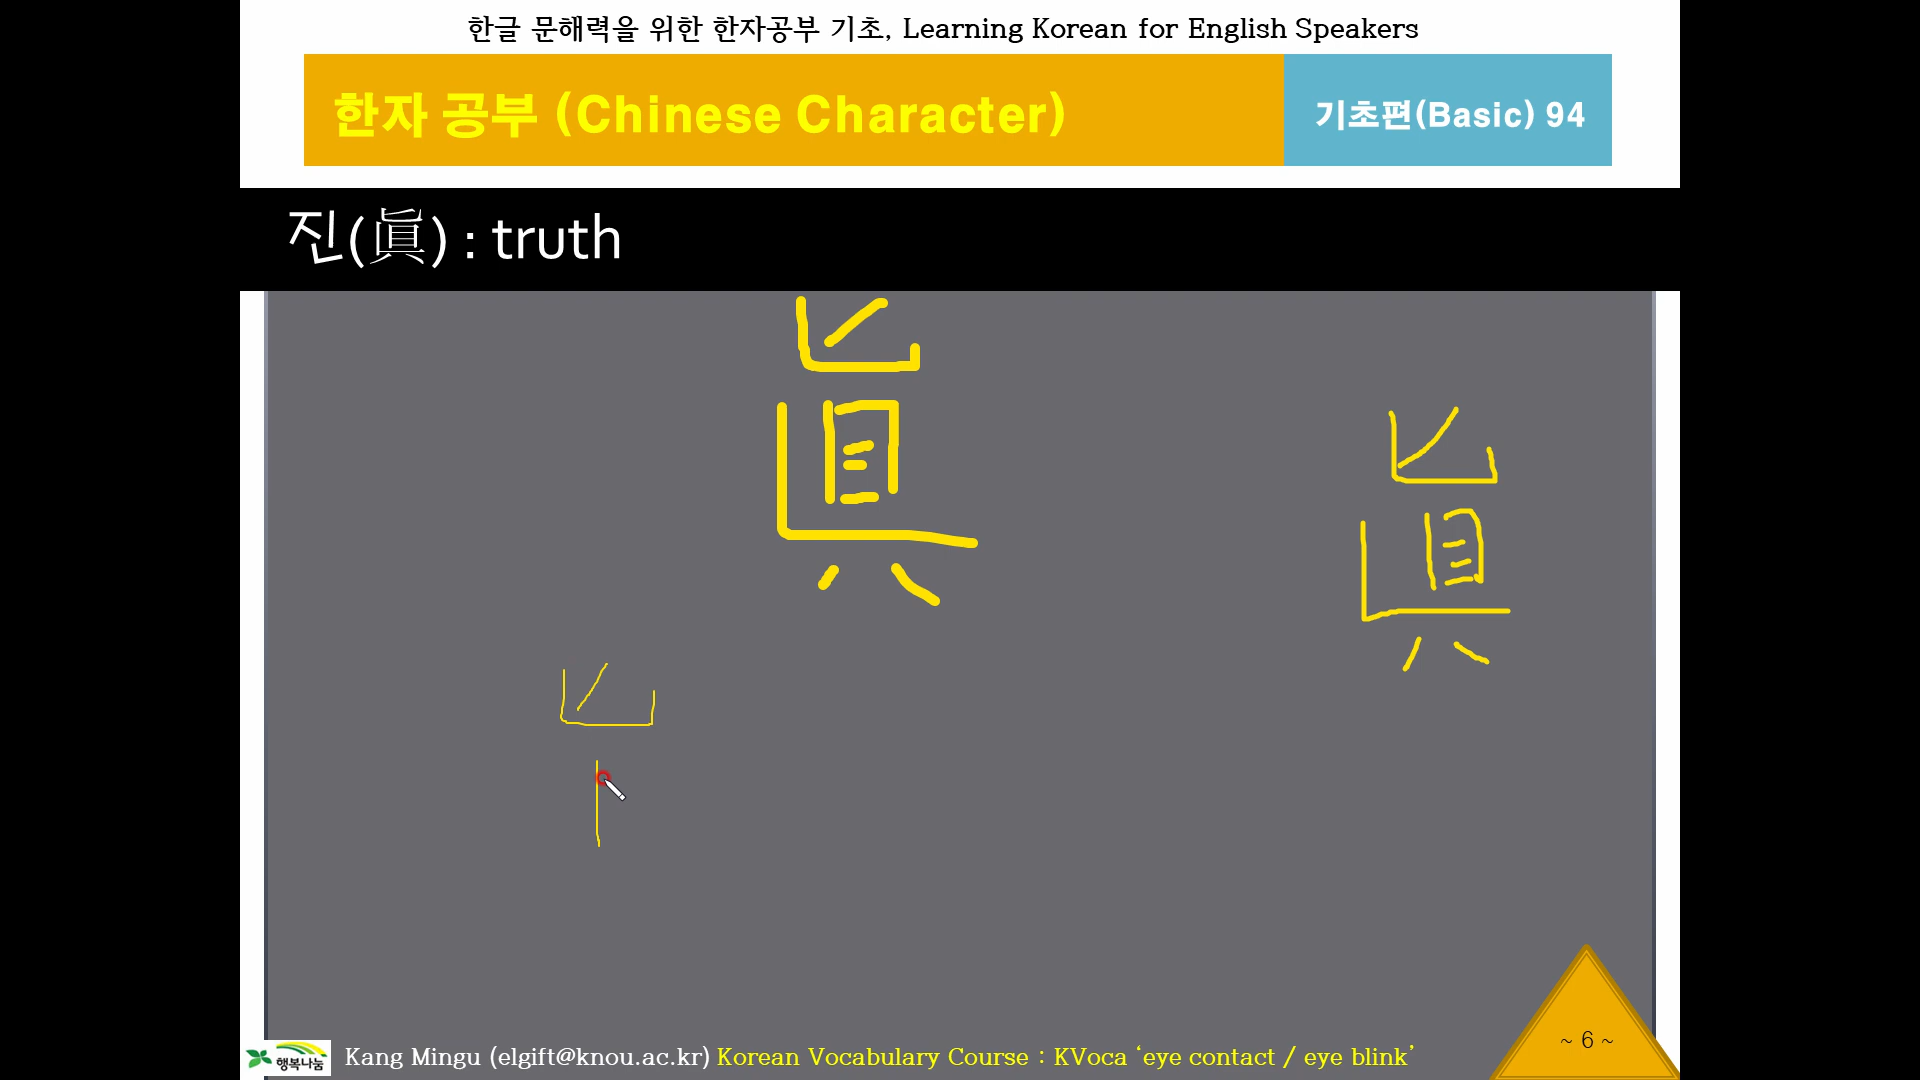 한글 문해력을 위한 한자공부 기초, Learning Korean for English Speakers
한자 공부 (Chinese Character)
기초편(Basic) 94
진(眞) : truth
眞 眞
匕
~ 6 ~
행복나눔
Kang Mingu (elgift@knou.ac.kr) Korean Vocabulary Course : KVoca ‘eye contact / eye blink’